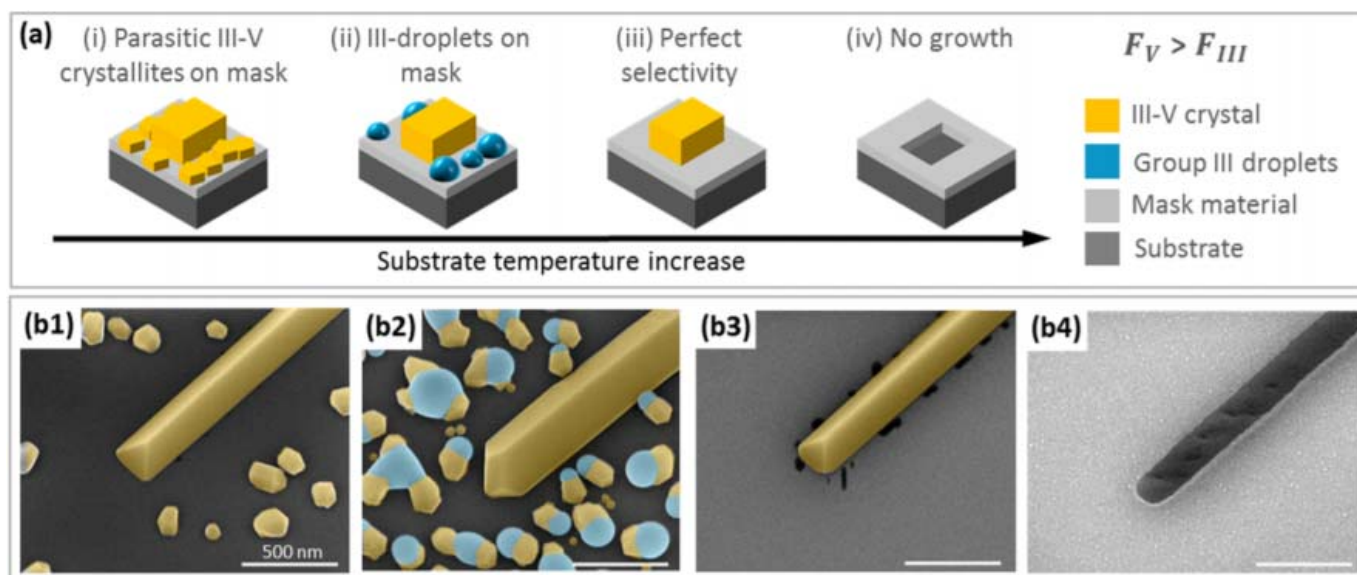 (a)
(i) Parasitic III-V
crystallites on mask
(ii) III-droplets on
mask
(iii) Perfect
selectivity
(iv) No growth
F_V > F_III
III-V crystal
Group III droplets
Mask material
Substrate
Substrate temperature increase
(b1)
500 nm
(b2)
(b3)
(b4)